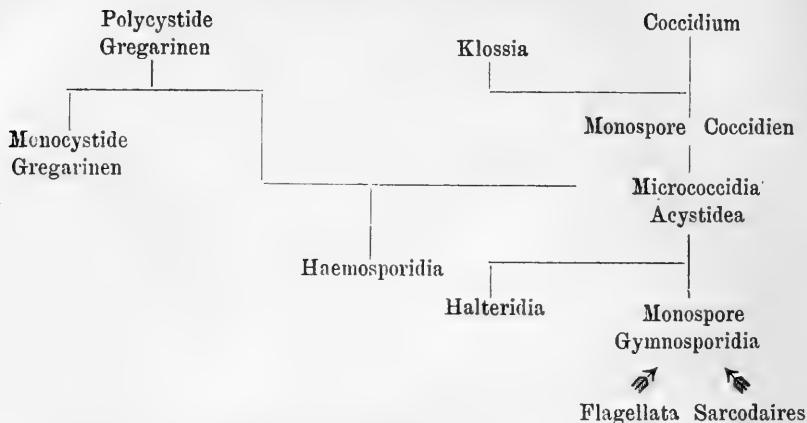 Polycystide
Gregarinen
Coccidium
Klossia
Monocystide
Gregarinen
Monospore Coccidien
Micrococcidia
Acystidea
Haemosporidia
Halteridia
Monospore
Gymnosporidia
Flagellata Sarcodaires